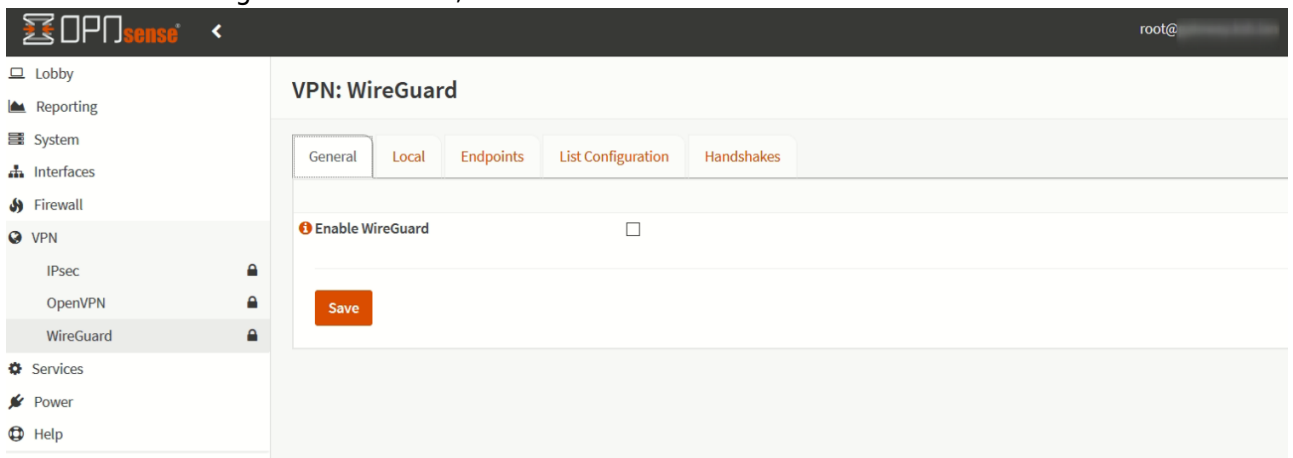 OPNsense
root@
Lobby
Reporting
System
Interfaces
Firewall
VPN
IPsec
OpenVPN
WireGuard
Services
Power
Help
VPN: WireGuard
General Local Endpoints List Configuration Handshakes
Enable WireGuard
Save